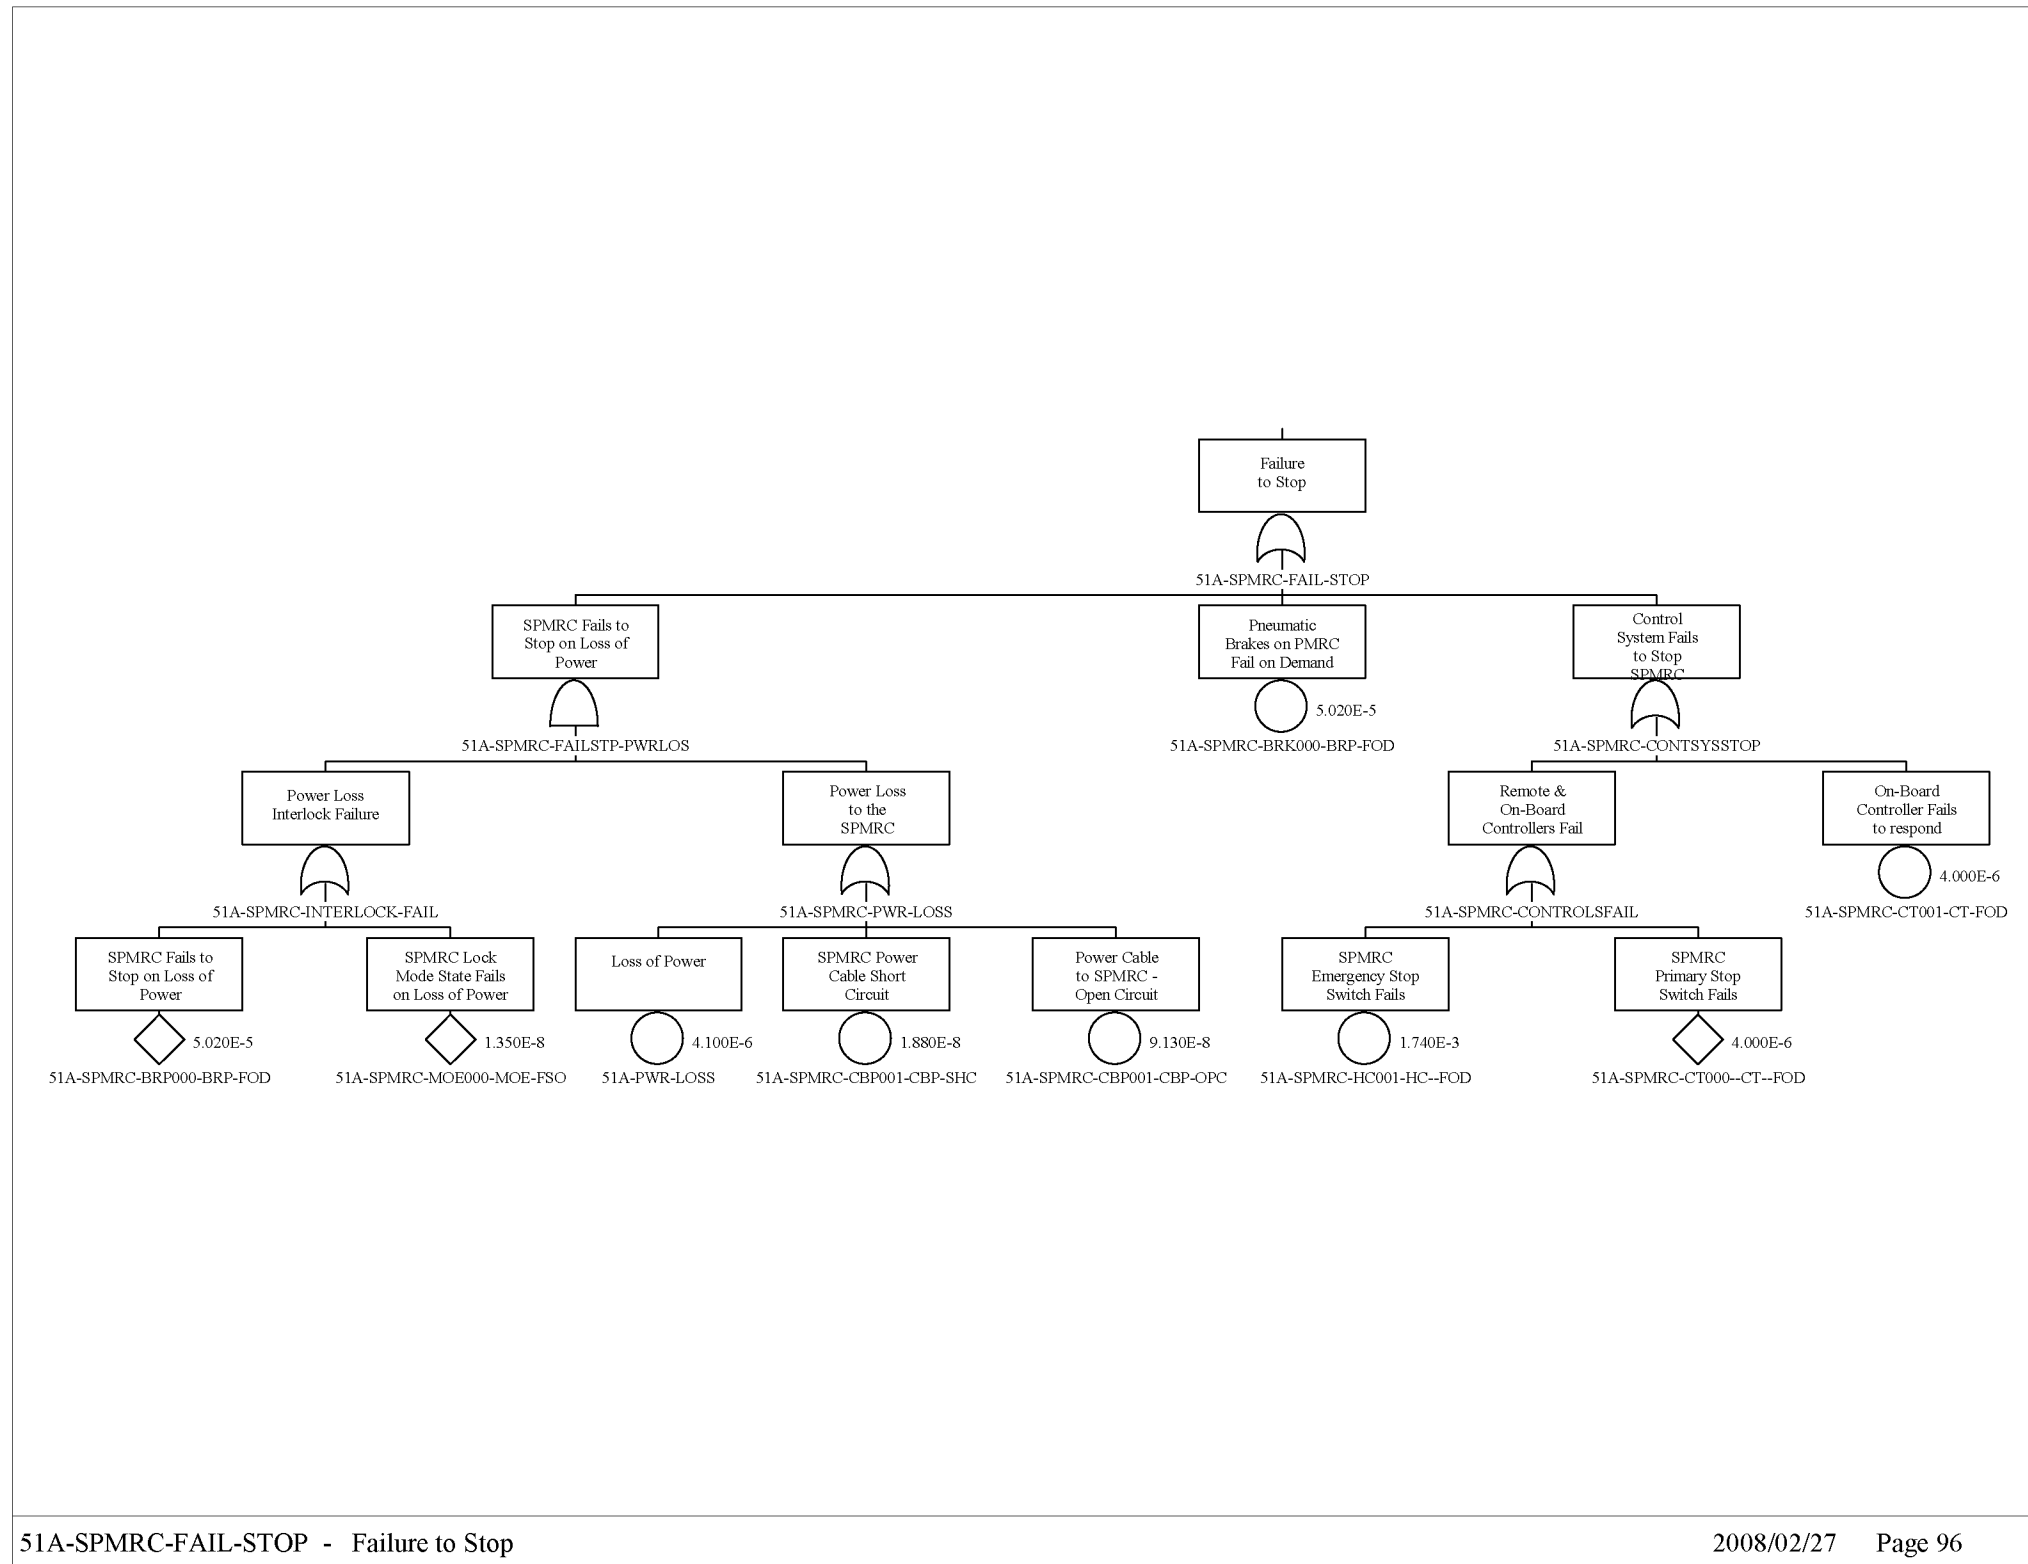 Failure
to Stop
51A-SPMRC-FAIL-STOP
SPMRC Fails to
Stop on Loss of
Power
51A-SPMRC-FAILSTP-PWRLOS
Pneumatic
Brakes on PMRC
Fail on Demand
5.020E-5
51A-SPMRC-BRK000-BRP-FOD
Control
System Fails
to Stop
SPMRC
51A-SPMRC-CONTSYSSTOP
Power Loss
Interlock Failure
51A-SPMRC-INTERLOCK-FAIL
Power Loss
to the
SPMRC
51A-SPMRC-PWR-LOSS
Remote &
On-Board
Controllers Fail
51A-SPMRC-CONTROLSFAIL
On-Board
Controller Fails
to respond
4.000E-6
51A-SPMRC-CT001-CT-FOD
SPMRC Fails to
Stop on Loss of
Power
5.020E-5
51A-SPMRC-BRP000-BRP-FOD
SPMRC Lock
Mode State Fails
on Loss of Power
1.350E-8
51A-SPMRC-MOE000-MOE-FSO
Loss of Power
4.100E-6
51A-PWR-LOSS
SPMRC Power
Cable Short
Circuit
1.880E-8
51A-SPMRC-CBP001-CBP-SHC
Power Cable
to SPMRC -
Open Circuit
9.130E-8
51A-SPMRC-CBP001-CBP-OPC
SPMRC
Emergency Stop
Switch Fails
1.740E-3
51A-SPMRC-HC001-HC--FOD
SPMRC
Primary Stop
Switch Fails
4.000E-6
51A-SPMRC-CT000--CT--FOD
51A-SPMRC-FAIL-STOP - Failure to Stop
2008/02/27 Page 96